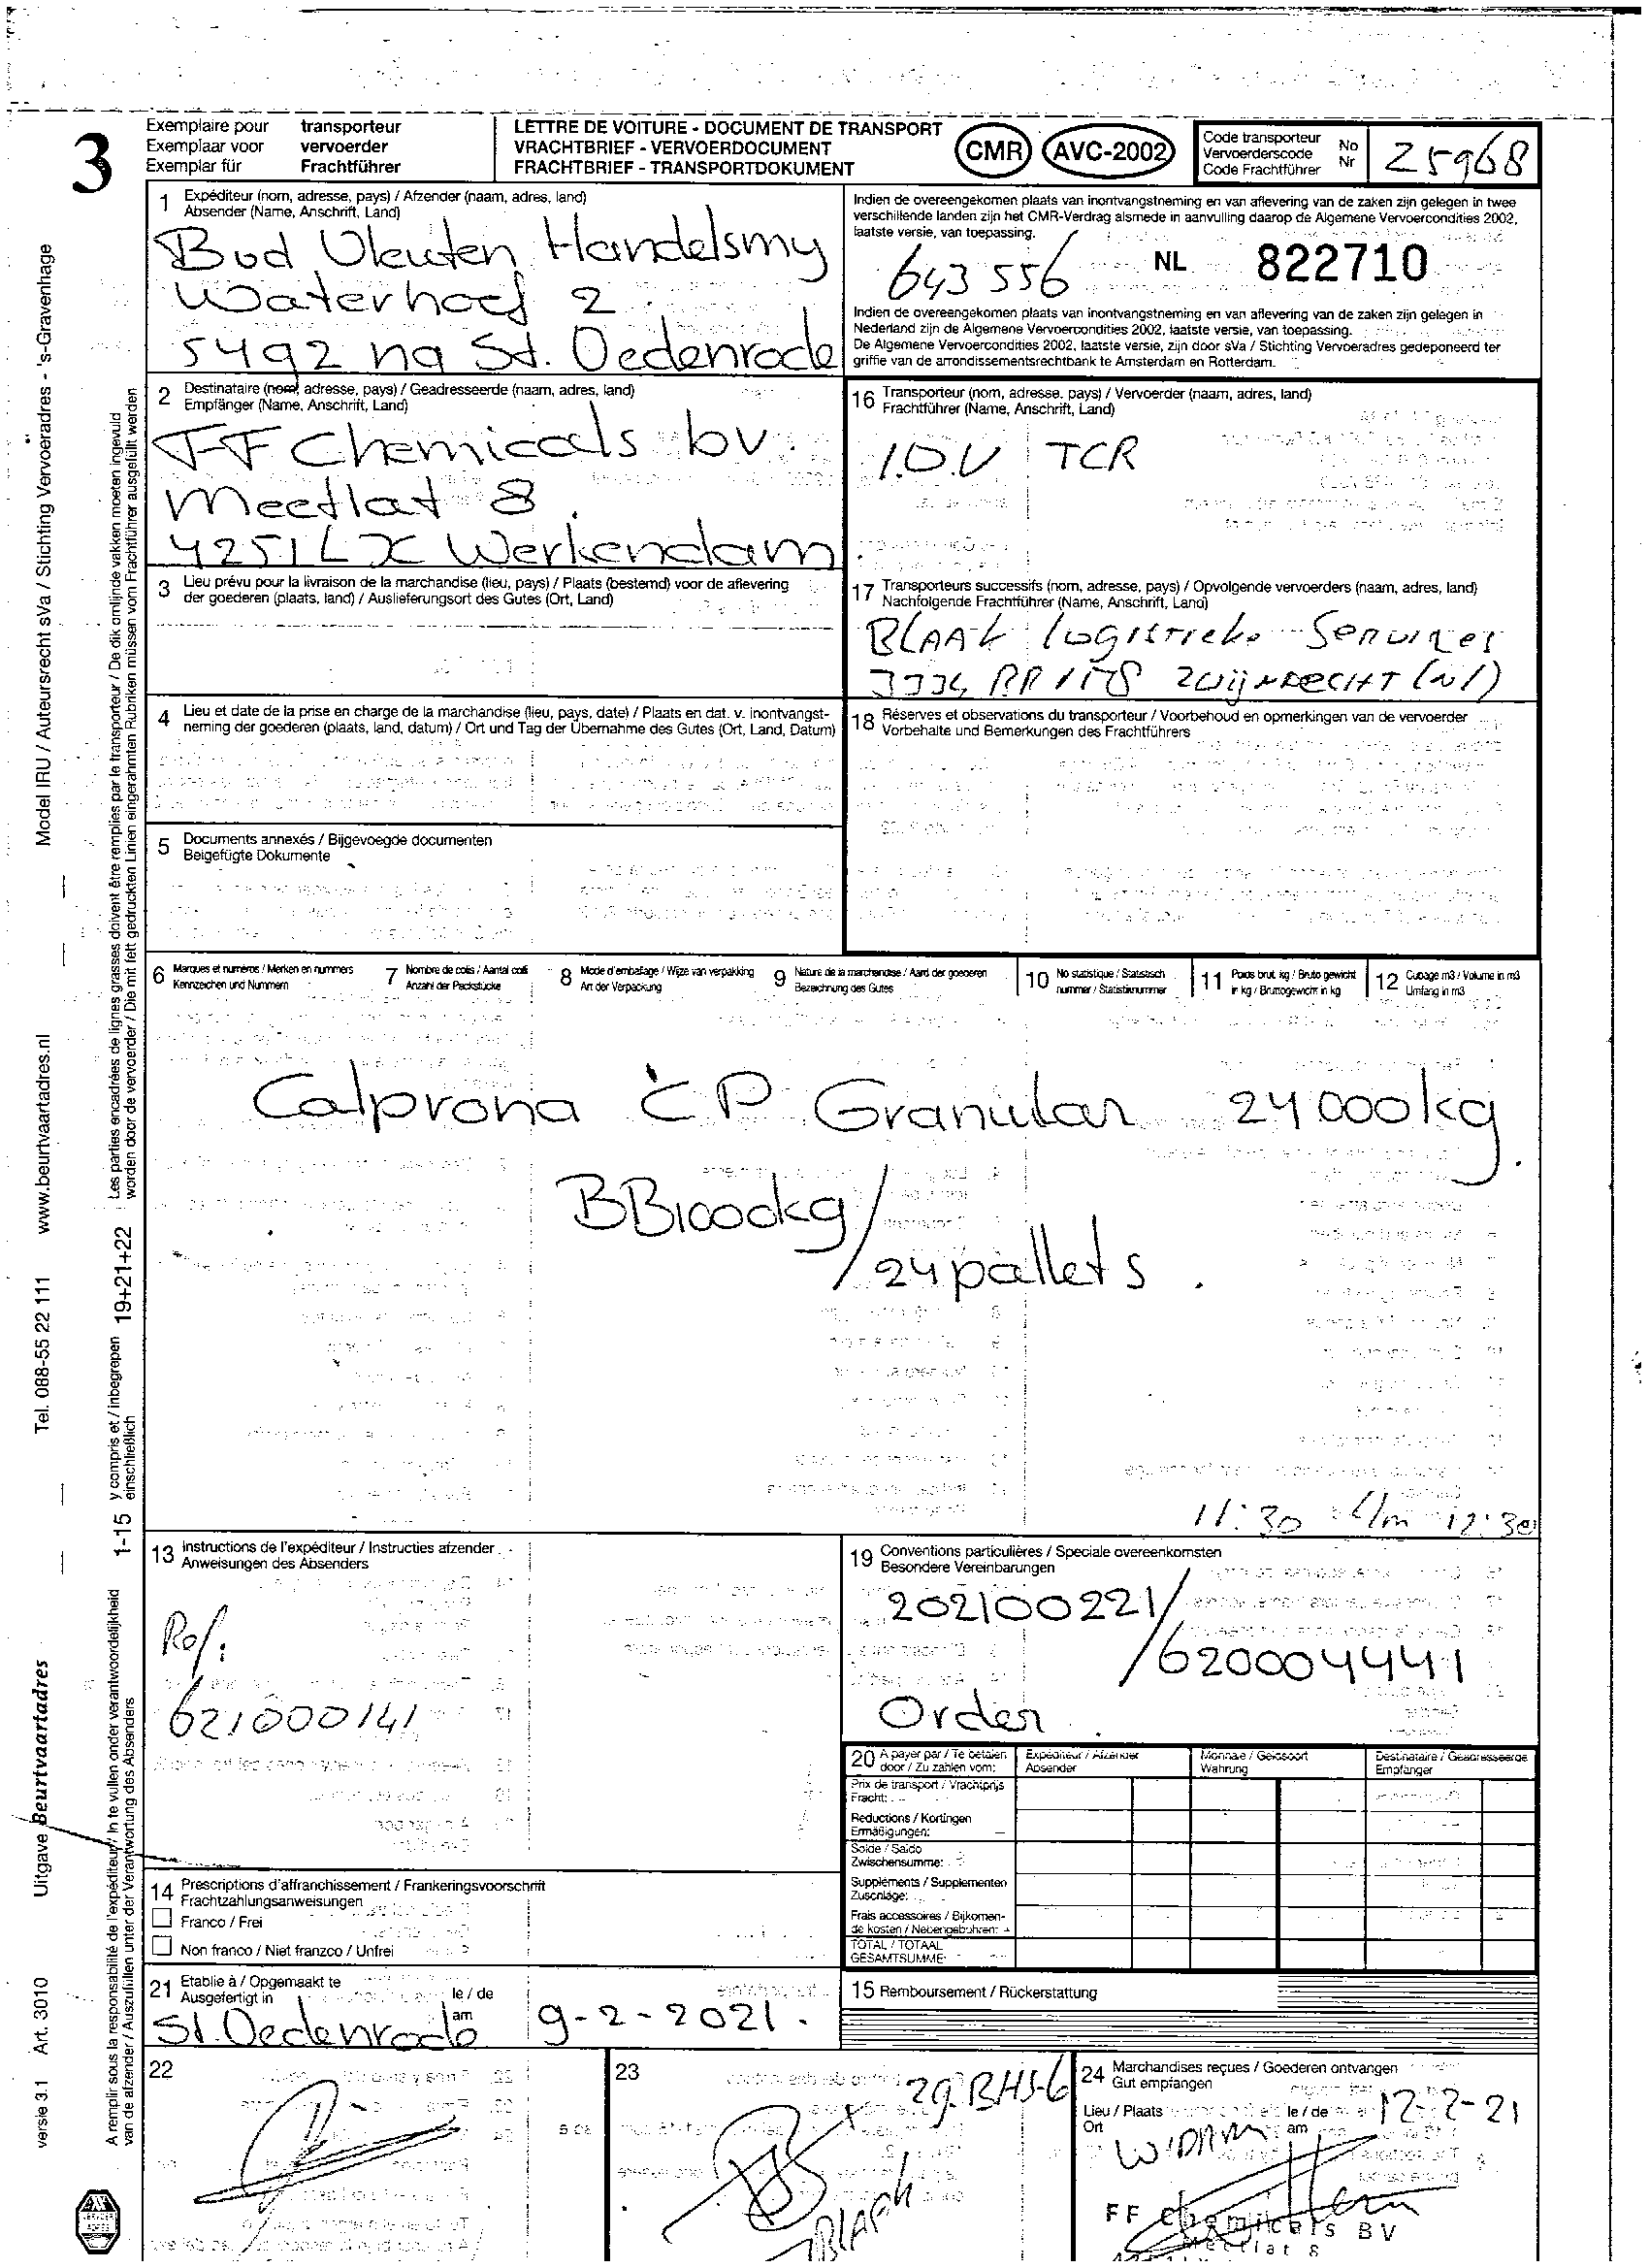 3
Exemplaire pour transporteur
Exemplaar voor vervoerder
Exemplar für Frachtführer
LETTRE DE VOITURE - DOCUMENT DE TRANSPORT
VRACHTBRIEF - VERVOERDOCUMENT
FRACHTBRIEF - TRANSPORTDOKUMENT
CMR AVC-2002
Code transporteur
Vervoerderscode
Code Frachtführer
No
Nr
25968
1 Expéditeur (nom, adresse, pays) / Afzender (naam, adres, land)
Absender (Name, Anschrift, Land)
Bud Vleuten Handelsmy
Waterhoef 2
5492 na St. Oedenrode
Indien de overeengekomen plaats van inontvangstneming en van aflevering van de zaken zijn gelegen in twee
verschillende landen zijn het CMR-Verdrag alsmede in aanvulling daarop de Algemene Vervoercondities 2002,
laatste versie, van toepassing.
643556 NL 822710
Indien de overeengekomen plaats van inontvangstneming en van aflevering van de zaken zijn gelegen in
Nederland zijn de Algemene Vervoercondities 2002, laatste versie, van toepassing.
De Algemene Vervoercondities 2002, laatste versie, zijn door sVa / Stichting Vervoeradres gedeponeerd ter
griffie van de arrondissementsrechtbank te Amsterdam en Rotterdam.
2 Destinataire (nom, adresse, pays) / Geadresseerde (naam, adres, land)
Empfänger (Name, Anschrift, Land)
FF Chemicals bv.
Meetlat 8
4251LX Werkendam
16 Transporteur (nom, adresse, pays) / Vervoerder (naam, adres, land)
Frachtführer (Name, Anschrift, Land)
I.O.V TCR
3 Lieu prévu pour la livraison de la marchandise (lieu, pays) / Plaats (bestemd) voor de aflevering
der goederen (plaats, land) / Auslieferungsort des Gutes (Ort, Land)
17 Transporteurs successifs (nom, adresse, pays) / Opvolgende vervoerders (naam, adres, land)
Nachfolgende Frachtführer (Name, Anschrift, Land)
BLAAK Logistieke Services
ZWIJNDRECHT (Nl)
4 Lieu et date de la prise en charge de la marchandise (lieu, pays, date) / Plaats en dat. v. inontvangst-
neming der goederen (plaats, land, datum) / Ort und Tag der Übernahme des Gutes (Ort, Land, Datum)
18 Réserves et observations du transporteur / Voorbehoud en opmerkingen van de vervoerder
Vorbehalte und Bemerkungen des Frachtführers
5 Documents annexés / Bijgevoegde documenten
Beigefügte Dokumente
6 Marques et numéros / Merken en nummers
Kennzeichen und Nummern
7 Nombre de colis / Aantal colli
Anzahl der Packstücke
8 Mode d'emballage / Wijze van verpakking
Art der Verpackung
9 Nature de la marchandise / Aard der goederen
Bezeichnung des Gutes
10 No statistique / Statistisch
nummer / Statistiknummer
11 Poids brut kg / Bruto gewicht
in kg / Bruttogewicht in kg
12 Cubage m3 / Volume in m3
Umfang in m3
Calprona CP Granular 24000kg.
BB1000kg/
/24pallets.
11:30 t/m 12:30
13 Instructions de l'expéditeur / Instructies afzender
Anweisungen des Absenders
Ref:
621000141
19 Conventions particulières / Speciale overeenkomsten
Besondere Vereinbarungen
202100221/
/620004441
Order
20 A payer par / Te betalen
door / Zu zahlen vom:
Expéditeur / Afzender
Absender
Monnaie / Geldsoort
Währung
Destinataire / Geadresseerde
Empfänger
Prix de transport / Vrachtprijs
Fracht:
Reductions / Kortingen
Ermäßigungen:
Solde / Saldo
Zwischensumme:
Suppléments / Supplementen
Zuschläge:
Frais accessoires / Bijkomen-
de kosten / Nebengebühren: +
TOTAL / TOTAAL
GESAMTSUMME:
14 Prescriptions d'affranchissement / Frankeringsvoorschrift
Frachtzahlungsanweisungen
Franco / Frei
Non franco / Niet franzco / Unfrei
21 Etablie à / Opgemaakt te
Ausgefertigt in
le / de
am
St. Oedenrode 9-2-2021.
15 Remboursement / Rückerstattung
22
23
29-BHS-6
BLAAK
24 Marchandises reçues / Goederen ontvangen
Gut empfangen
Lieu / Plaats
Ort
le / de
am
12-2-21
W'DAM
FF Chemicals BV
Meetlat 8
Model IRU / Auteursrecht sVa / Stichting Vervoeradres - 's-Gravenhage
www.beurtvaartadres.nl
Tel. 088-55 22 111
Uitgave Beurtvaartadres
Art. 3010
versie 3.1
Les parties encadrées de lignes grasses doivent être remplies par le transporteur / De dik omlijnde vakken moeten ingevuld
worden door de vervoerder / Die mit fett gedruckten Linien eingerahmten Rubriken müssen vom Frachtführer ausgefüllt werden
19+21+22
y compris et / inbegrepen
einschließlich
1-15
A remplir sous la responsabilité de l'expéditeur / In te vullen onder verantwoordelijkheid
van de afzender / Auszufüllen unter der Verantwortung des Absenders